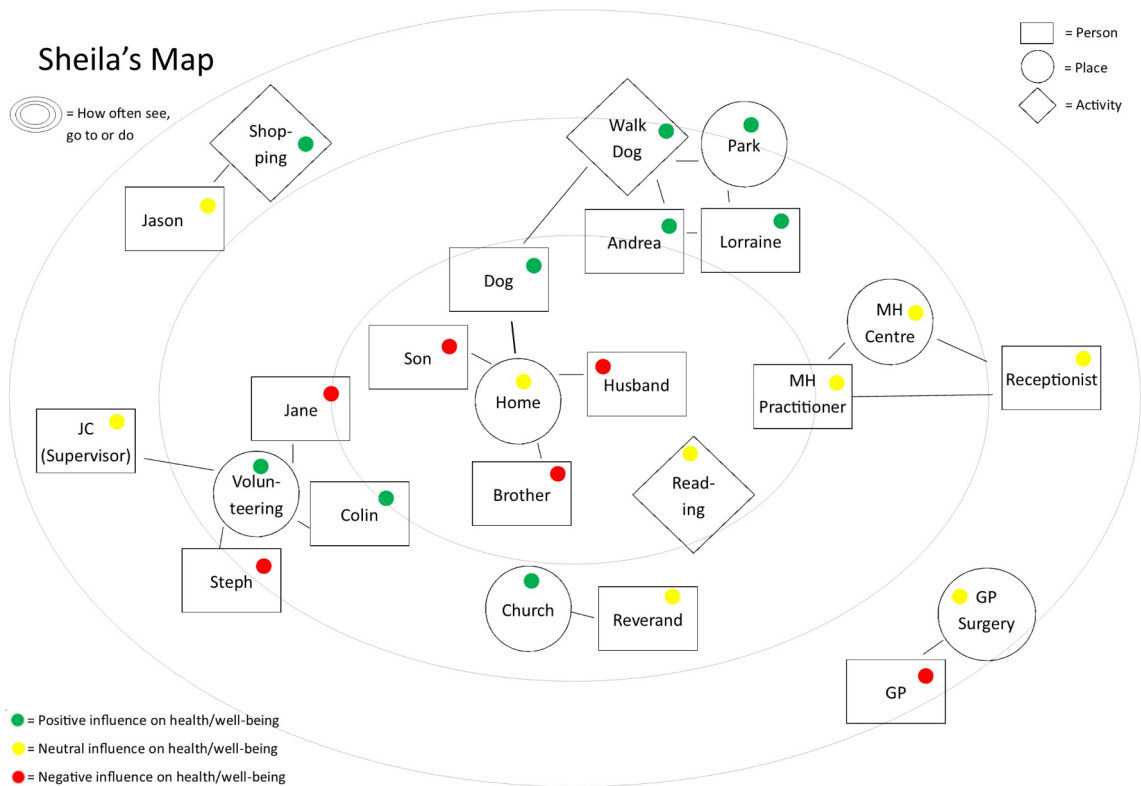 Sheila's Map
= How often see,
go to or do
= Person
= Place
= Activity
Shop-
ping
Jason
Walk
Dog
Park
Andrea
Lorraine
Dog
Son
Home
Husband
Brother
MH
Centre
MH
Practitioner
Receptionist
Jane
JC
(Supervisor)
Volun-
teering
Colin
Steph
Read-
ing
Church
Reverand
GP
Surgery
GP
= Positive influence on health/well-being
= Neutral influence on health/well-being
= Negative influence on health/well-being